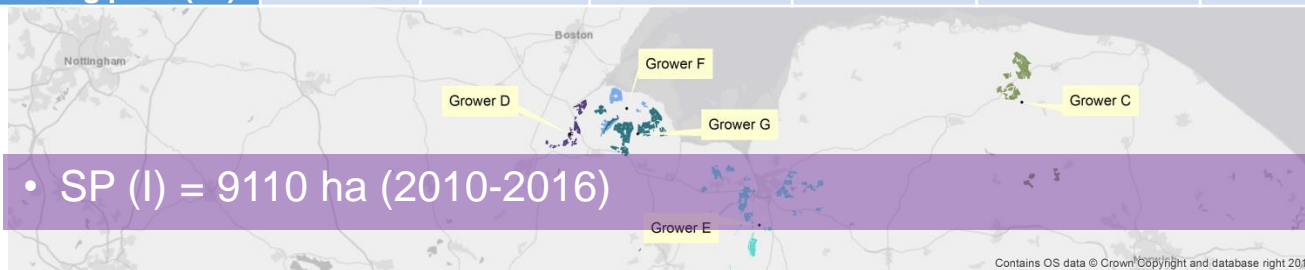 Boston
Nottingham
Grower F
Grower D
Grower C
Grower G
• SP (I) = 9110 ha (2010-2016)
Grower E
Contains OS data © Crown Copyright and database right 201